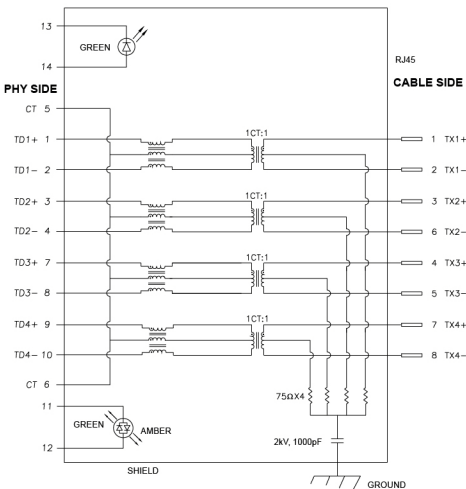 13
GREEN
14
RJ45
PHY SIDE
CABLE SIDE
CT 5
1CT:1
TD1+ 1
1 TX1+
TD1- 2
2 TX1-
1CT:1
TD2+ 3
3 TX2+
TD2- 4
6 TX2-
1CT:1
TD3+ 7
4 TX3+
TD3- 8
5 TX3-
1CT:1
TD4+ 9
7 TX4+
TD4- 10
8 TX4-
CT 6
75ΩX4
11
GREEN
AMBER
12
2kV, 1000pF
SHIELD
GROUND